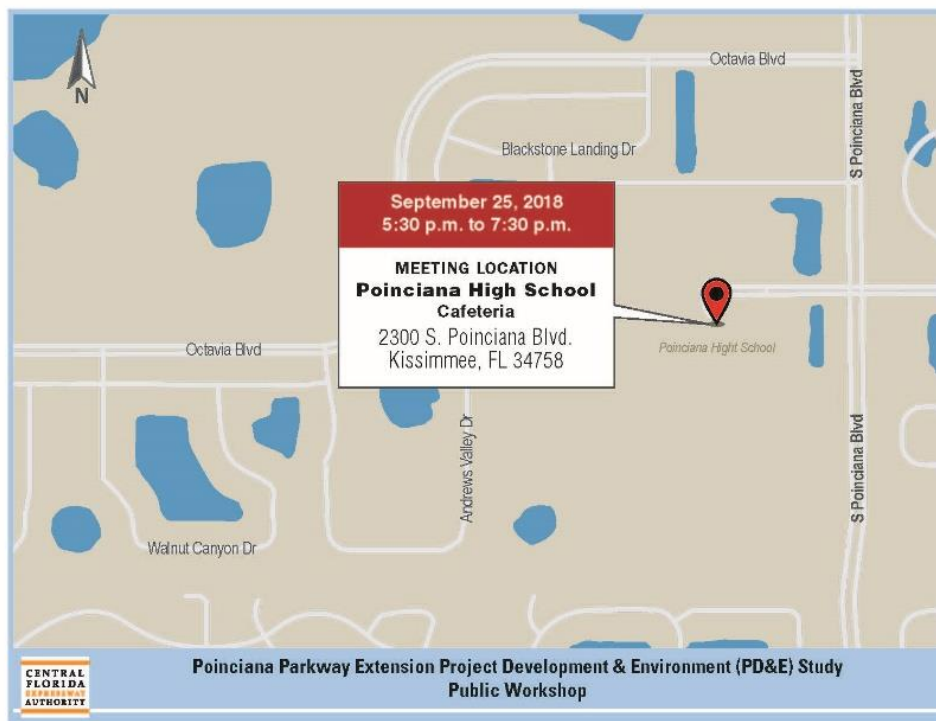 Octavia Blvd
S Poinciana Blvd
Blackstone Landing Dr
September 25, 2018
5:30 p.m. to 7:30 p.m.
MEETING LOCATION
Poinciana High School
Cafeteria
2300 S. Poinciana Blvd.
Kissimmee, FL 34758
N
Poinciana Hight School
Octavia Blvd
Andrews Valley Dr
S Poinciana Blvd
Walnut Canyon Dr
CENTRAL
FLORIDA
EXPRESSWAY
AUTHORITY
Poinciana Parkway Extension Project Development & Environment (PD&E) Study
Public Workshop